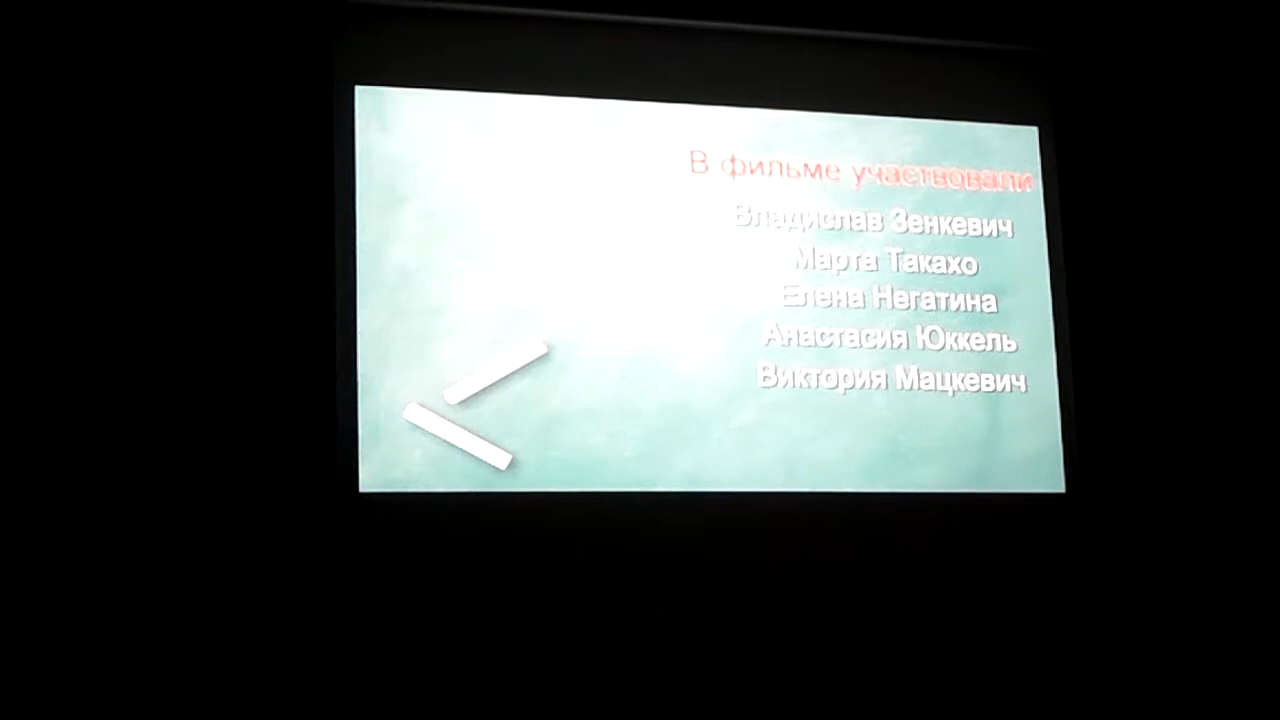 В фильме участвовали
Владислав Зенкевич
Марта Такахо
Елена Негатина
Анастасия Юккель
Виктория Мацкевич